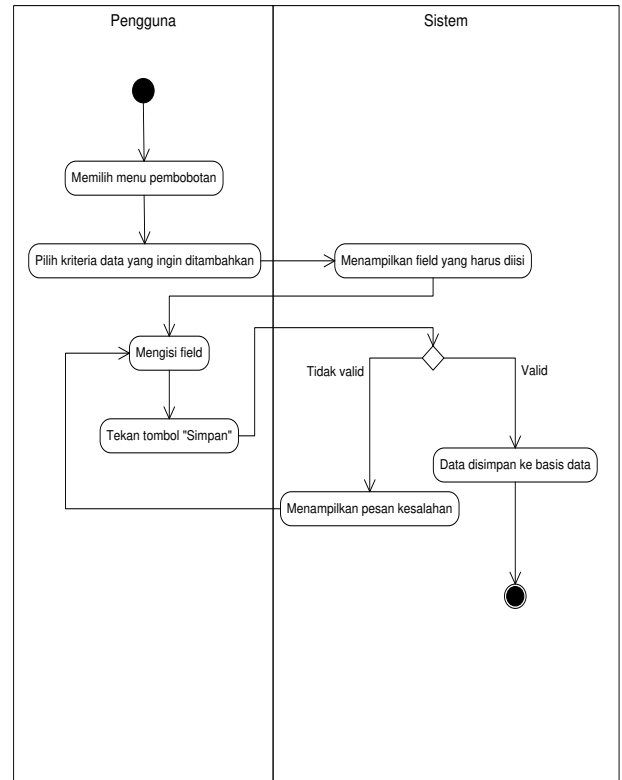 Pengguna
Sistem
Memilih menu pembobotan
Pilih kriteria data yang ingin ditambahkan
Menampilkan field yang harus diisi
Mengisi field
Tidak valid
Valid
Tekan tombol "Simpan"
Data disimpan ke basis data
Menampilkan pesan kesalahan